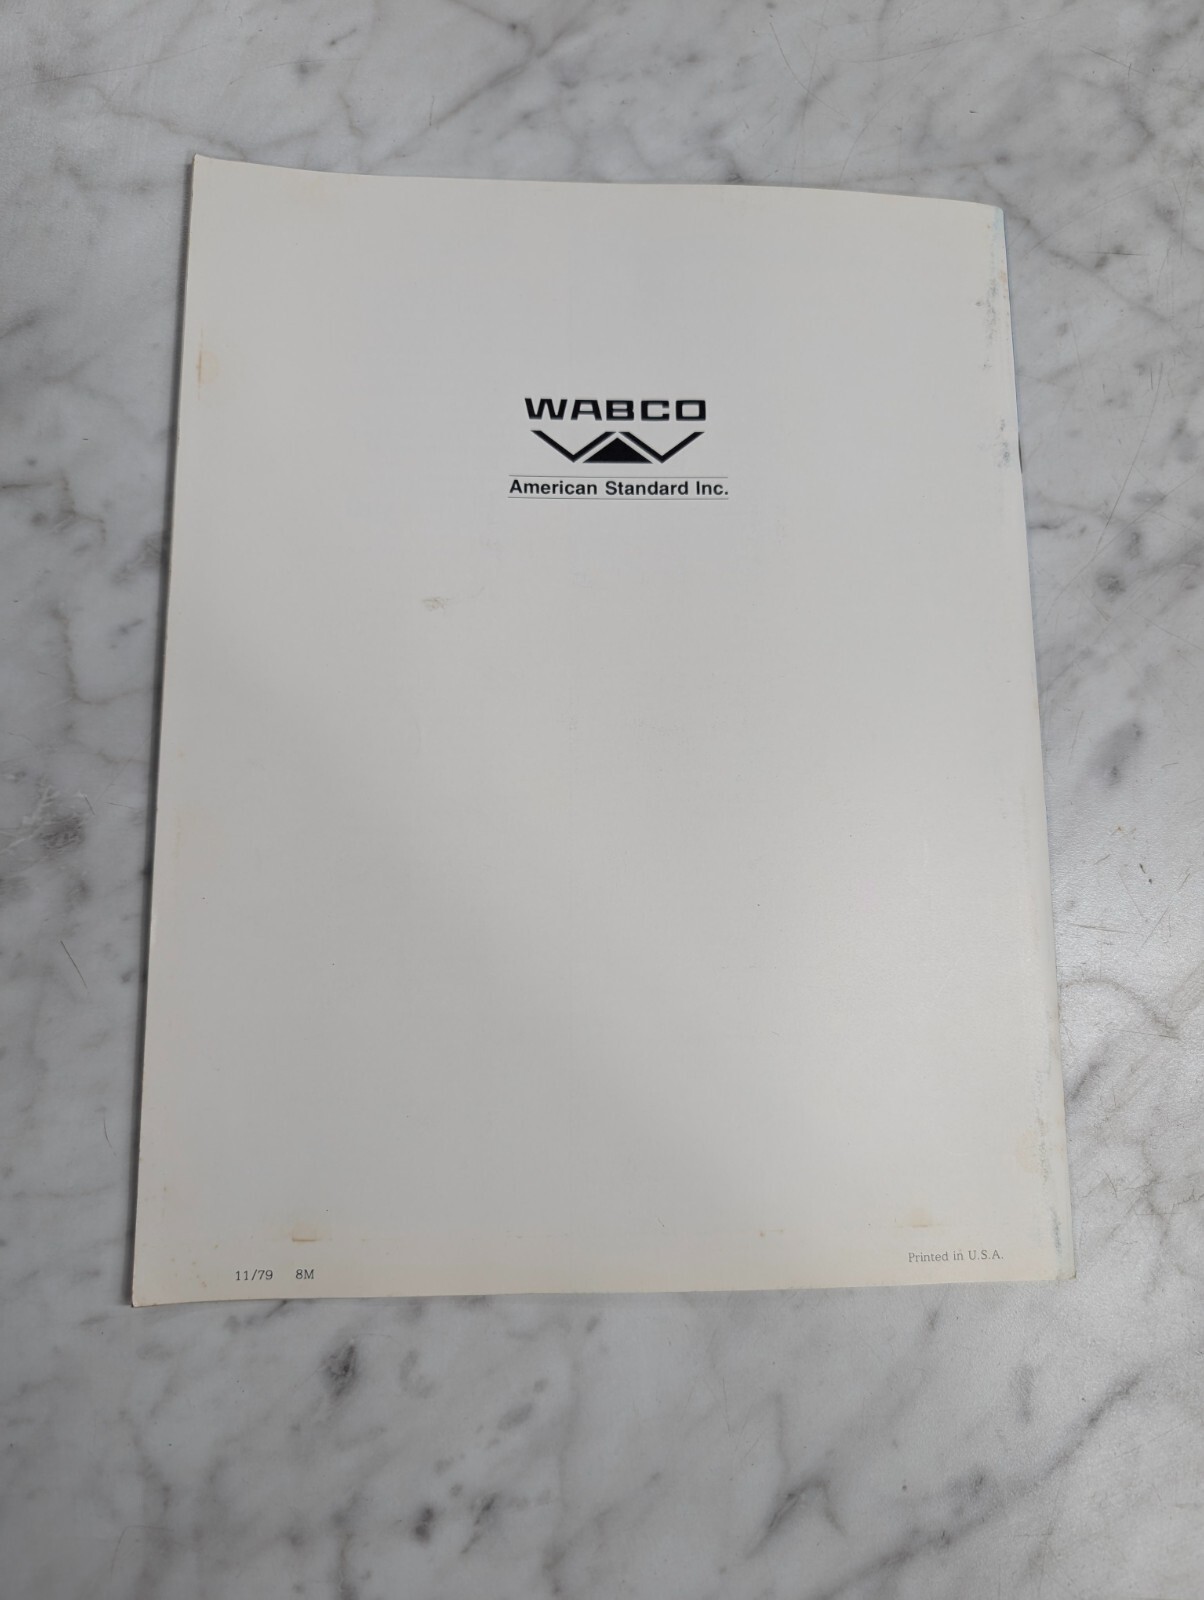 WABCO
American Standard Inc.
Printed in U.S.A.
11/79 8M